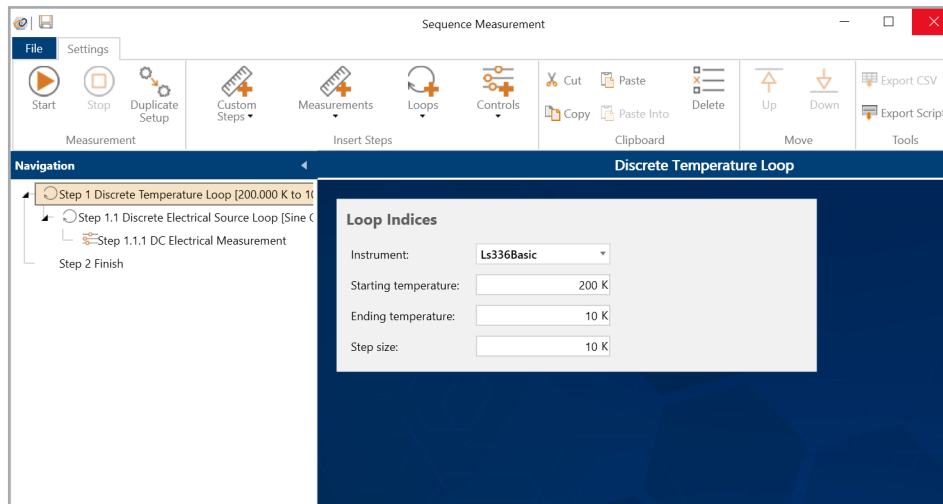 Sequence Measurement
File Settings
Start Stop Duplicate Setup Custom Steps Measurements Loops Controls Cut Paste Copy Paste Into Delete Up Down Export CSV Export Script
Measurement Insert Steps Clipboard Move Tools
Navigation
Discrete Temperature Loop
Step 1 Discrete Temperature Loop [200.000 K to 10
Step 1.1 Discrete Electrical Source Loop [Sine
Step 1.1.1 DC Electrical Measurement
Step 2 Finish
Loop Indices
Instrument: Ls336Basic
Starting temperature: 200 K
Ending temperature: 10 K
Step size: 10 K